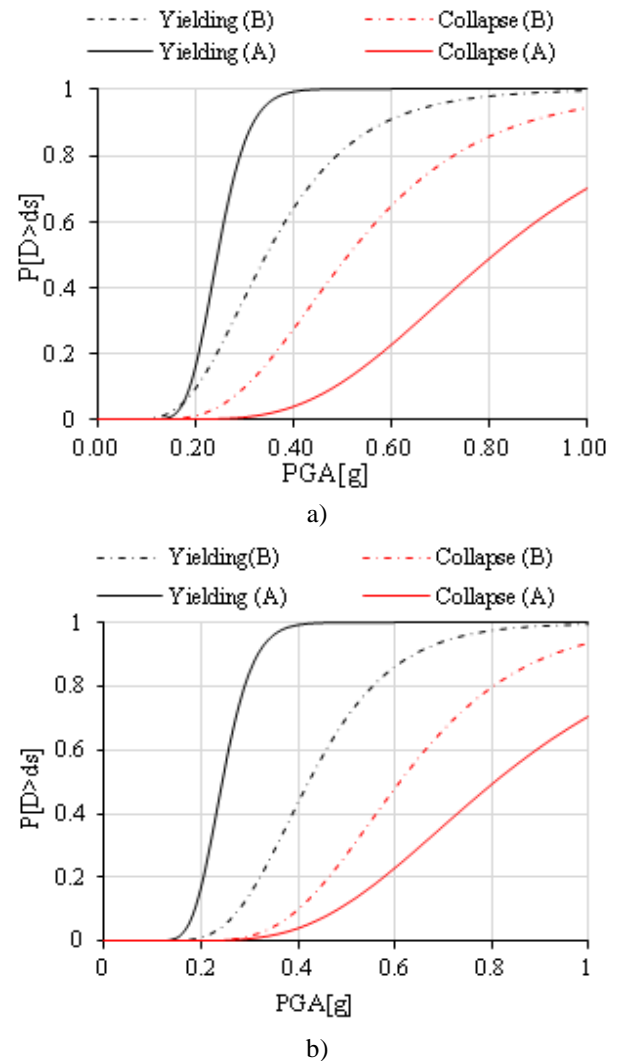 Yielding (B) Collapse (B)
Yielding (A) Collapse (A)
P[D>ds]
1
0.8
0.6
0.4
0.2
0
0.00 0.20 0.40 0.60 0.80 1.00
PGA[g]
a)
Yielding(B) Collapse (B)
Yielding (A) Collapse (A)
P[D>ds]
1
0.8
0.6
0.4
0.2
0
0 0.2 0.4 0.6 0.8 1
PGA[g]
b)